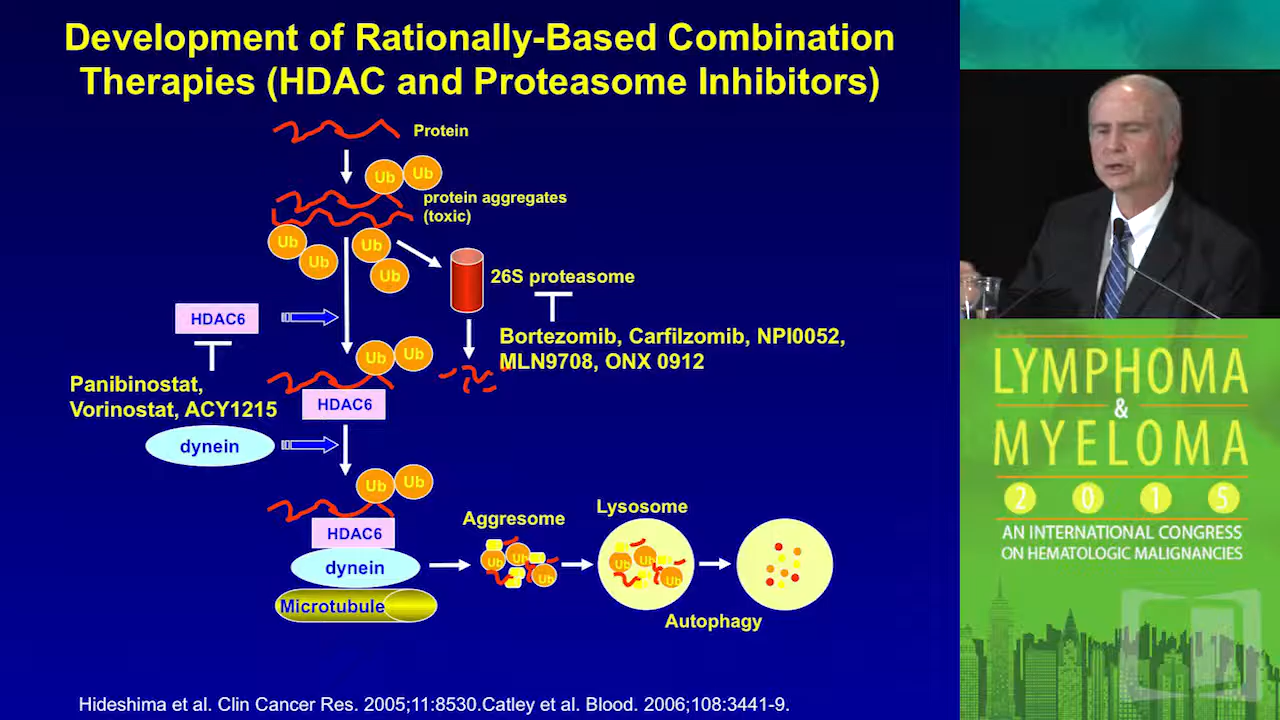 Development of Rationally-Based Combination
Therapies (HDAC and Proteasome Inhibitors)
Protein
Ub
Ub
protein aggregates
(toxic)
Ub
Ub
Ub
Ub
26S proteasome
HDAC6
Bortezomib, Carfilzomib, NPI0052,
MLN9708, ONX 0912
Ub
Ub
Panibinostat,
Vorinostat, ACY1215
HDAC6
dynein
Ub
Ub
HDAC6
dynein
Microtubule
Aggresome
Ub
Ub
Ub
Lysosome
Ub
Ub
Ub
Autophagy
Hideshima et al. Clin Cancer Res. 2005;11:8530.Catley et al. Blood. 2006;108:3441-9.
LYMPHOMA
&
MYELOMA
2 0 1 5
AN INTERNATIONAL CONGRESS
ON HEMATOLOGIC MALIGNANCIES